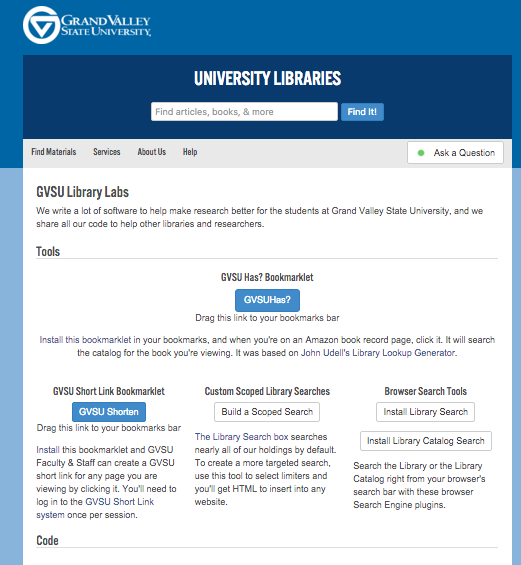 GRAND VALLEY
STATE UNIVERSITY
UNIVERSITY LIBRARIES
Find articles, books, & more
Find It!
Find Materials
Services
About Us
Help
Ask a Question
GVSU Library Labs
We write a lot of software to help make research better for the students at Grand Valley State University, and we
share all our code to help other libraries and researchers.
Tools
GVSU Has? Bookmarklet
GVSUHas?
Drag this link to your bookmarks bar
Install this bookmarklet in your bookmarks, and when you're on an Amazon book record page, click it. It will search
the catalog for the book you're viewing. It was based on John Udell's Library Lookup Generator.
GVSU Short Link Bookmarklet
GVSU Shorten
Drag this link to your bookmarks bar
Install this bookmarklet and GVSU
Faculty & Staff can create a GVSU
short link for any page you are
viewing by clicking it. You'll need to
log in to the GVSU Short Link
system once per session.
Custom Scoped Library Searches
Build a Scoped Search
The Library Search box searches
nearly all of our holdings by default.
To create a more targeted search,
use this tool to select limiters and
you'll get HTML to insert into any
website.
Browser Search Tools
Install Library Search
Install Library Catalog Search
Search the Library or the Library
Catalog right from your browser's
search bar with these browser
Search Engine plugins.
Code